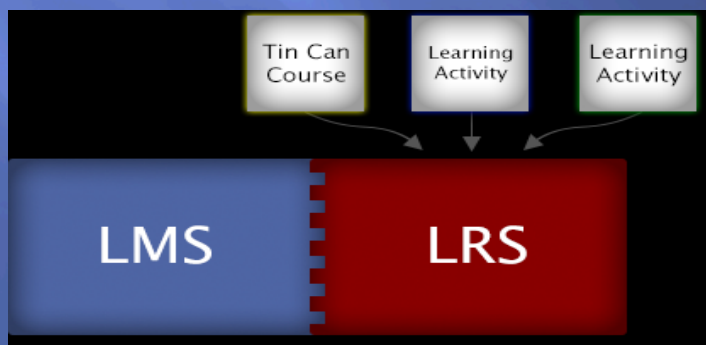 Tin Can
Course
Learning
Activity
Learning
Activity
LMS
LRS